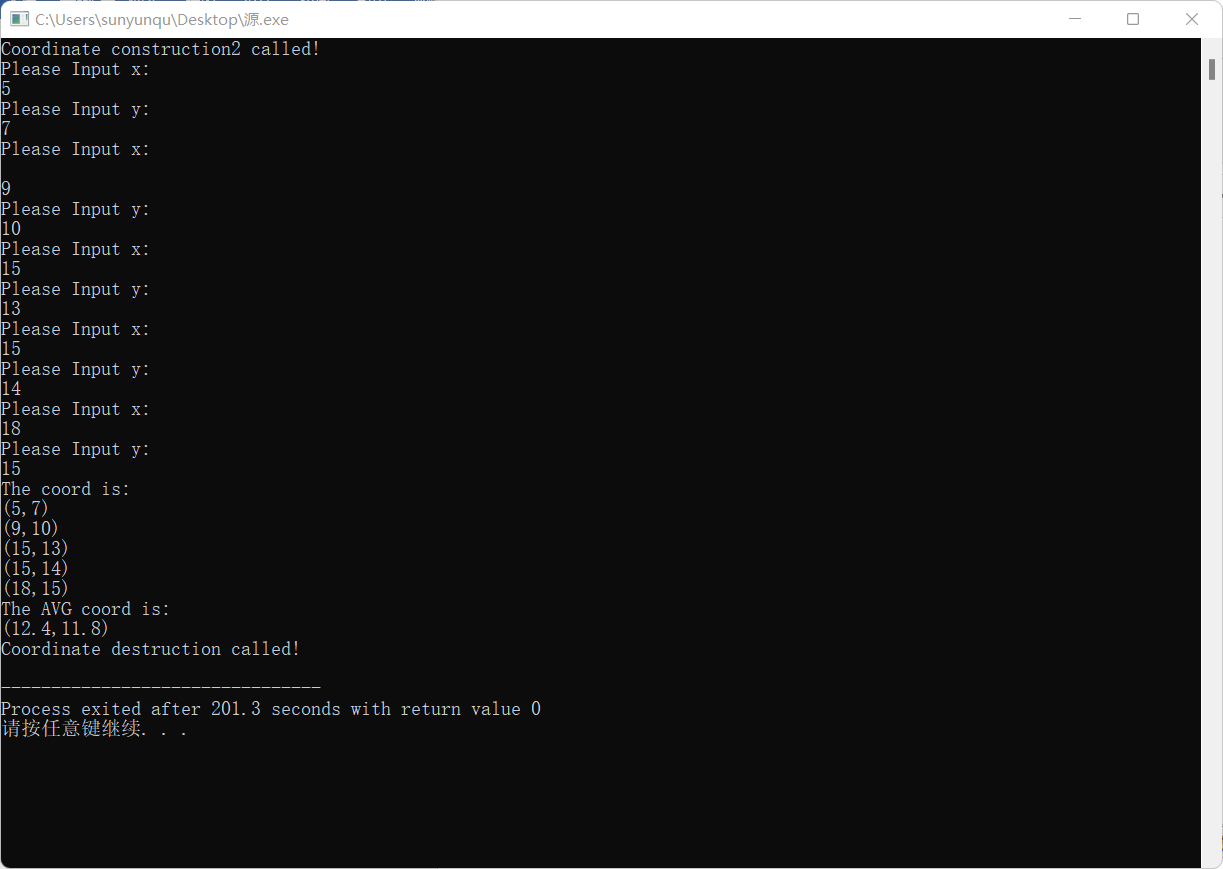 C:\Users\sunyunqu\Desktop\源.exe
Coordinate construction2 called!
Please Input x:
5
Please Input y:
7
Please Input x:
9
Please Input y:
10
Please Input x:
15
Please Input y:
13
Please Input x:
15
Please Input y:
14
Please Input x:
18
Please Input y:
15
The coord is:
(5,7)
(9,10)
(15,13)
(15,14)
(18,15)
The AVG coord is:
(12.4,11.8)
Coordinate destruction called!
--------------------------------
Process exited after 201.3 seconds with return value 0
请按任意键继续. . .